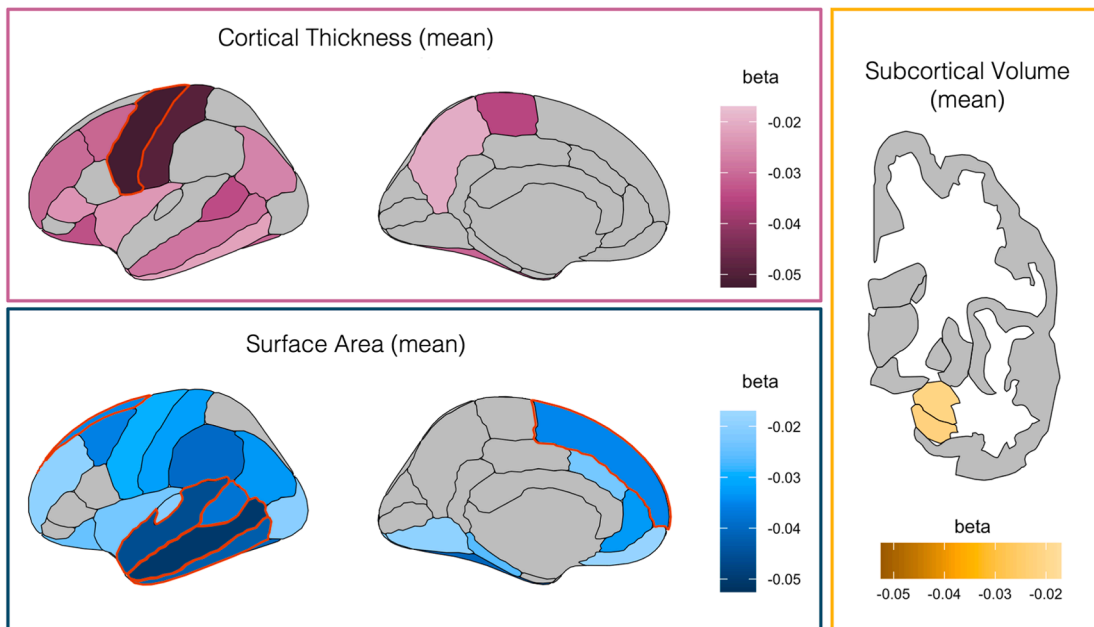 Cortical Thickness (mean)
beta
-0.02
-0.03
-0.04
-0.05
Surface Area (mean)
beta
-0.02
-0.03
-0.04
-0.05
Subcortical Volume
(mean)
beta
-0.05 -0.04 -0.03 -0.02